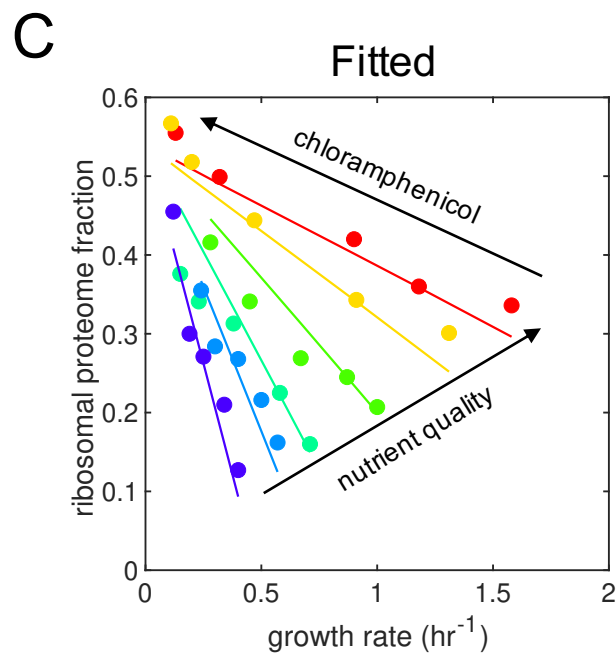 C
Fitted
ribosomal proteome fraction
0.6
0.5
0.4
0.3
0.2
0.1
0
chloramphenicol
nutrient quality
0
0.5
1
1.5
2
growth rate (hr⁻¹)